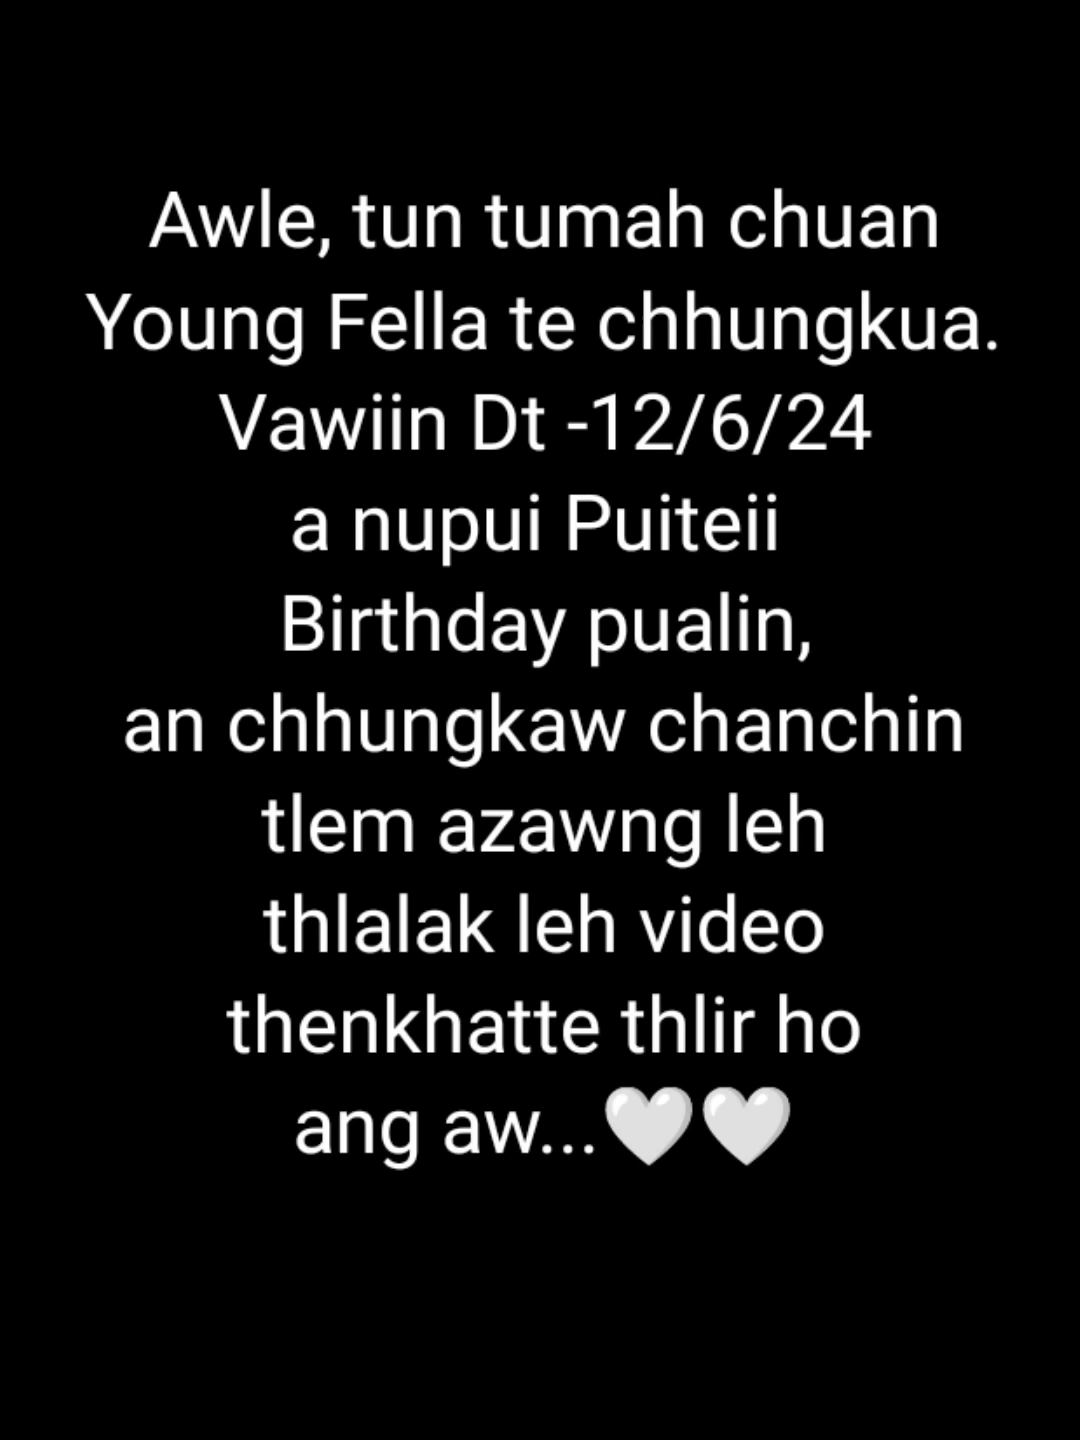 Awle, tun tumah chuan
Young Fella te chhungkua.
Vawiin Dt -12/6/24
a nupui Puiteii
Birthday pualin,
an chhungkaw chanchin
tlem azawng leh
thlalak leh video
thenkhatte thlir ho
ang aw...🤍🤍